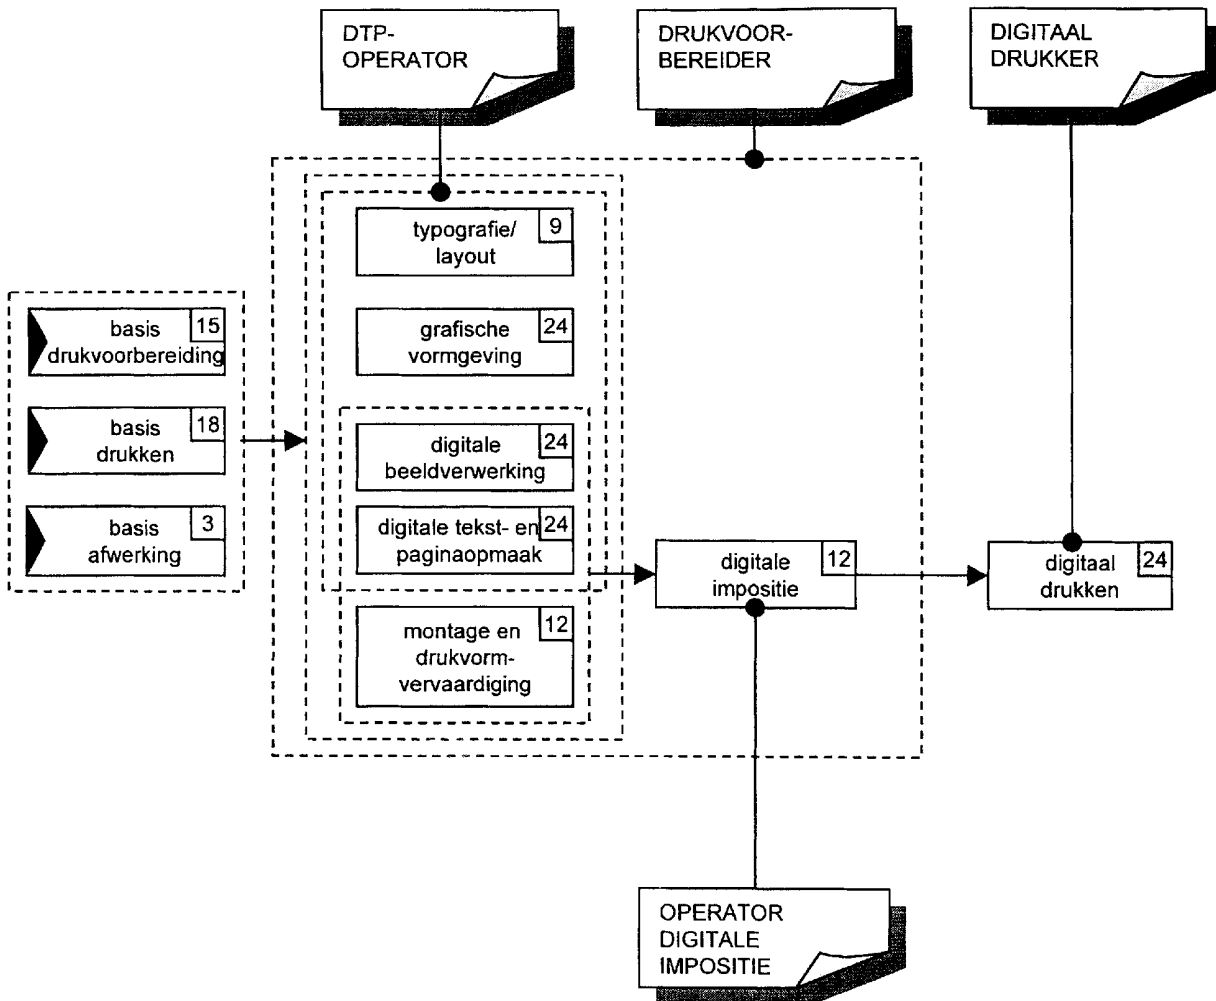 DTP-
OPERATOR
DRUKVOOR-
BEREIDER
DIGITAAL
DRUKKER
typografie/
layout
9
basis
drukvoorbereiding
15
grafische
vormgeving
24
basis
drukken
18
digitale
beeldverwerking
24
basis
afwerking
3
digitale tekst- en
paginaopmaak
24
digitale
impositie
12
digitaal
drukken
24
montage en
drukvorm-
vervaardiging
12
OPERATOR
DIGITALE
IMPOSITIE